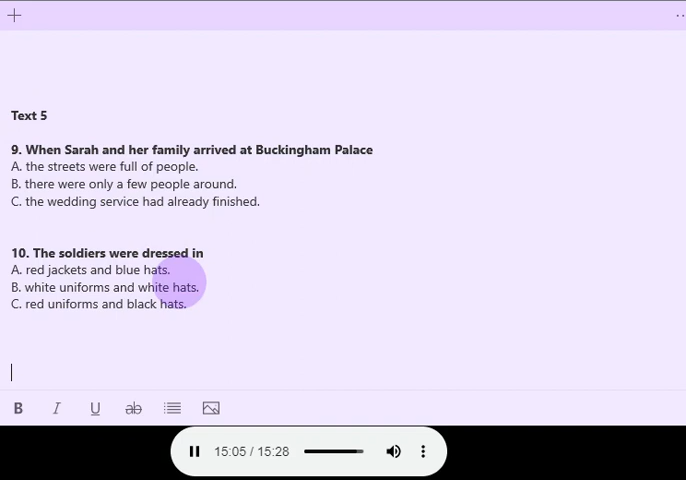 Text 5
9. When Sarah and her family arrived at Buckingham Palace
A. the streets were full of people.
B. there were only a few people around.
C. the wedding service had already finished.
10. The soldiers were dressed in
A. red jackets and blue hats.
B. white uniforms and white hats.
C. red uniforms and black hats.
B I U ab
15:05 / 15:28